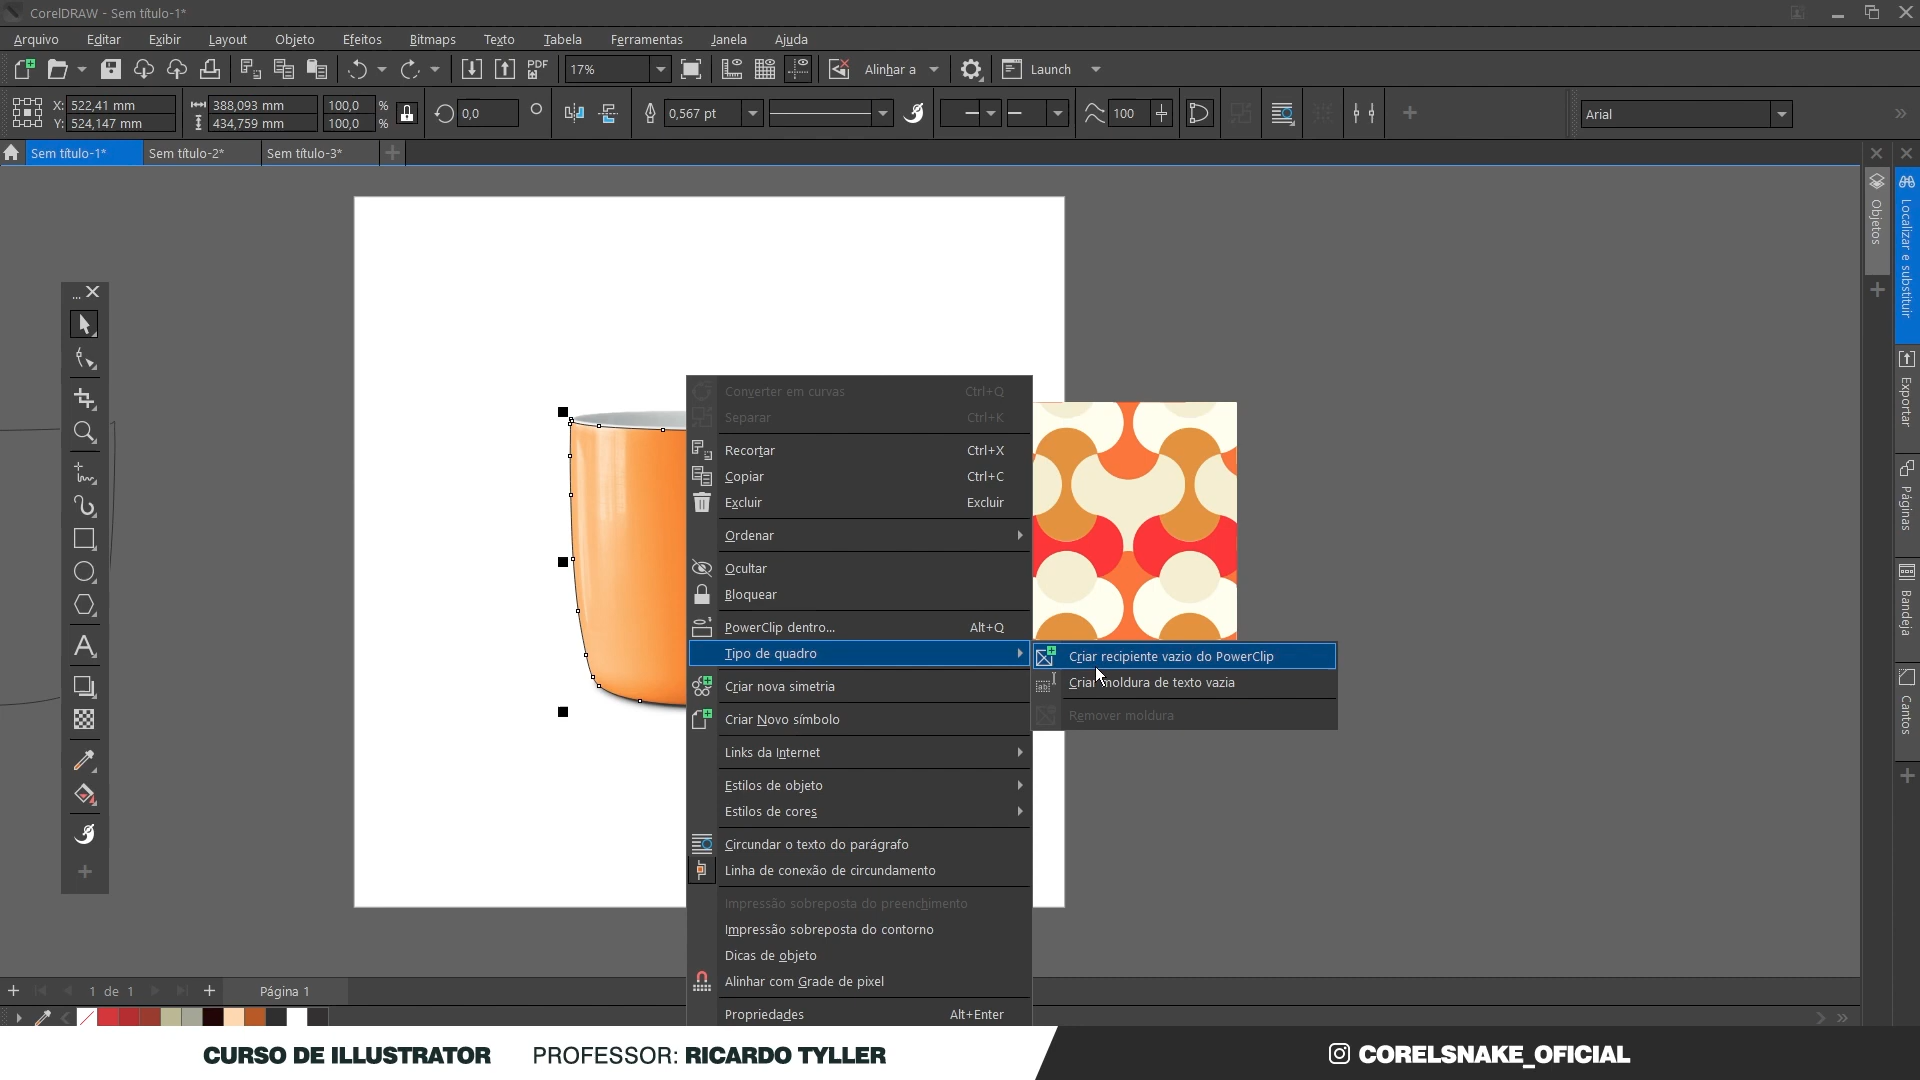 CorelDRAW - Sem título-1*
Arquivo Editar Exibir Layout Objeto Efeitos Bitmaps Texto Tabela Ferramentas Janela Ajuda
PDF 17% Alinhar a Launch
X: 522,41 mm 388,093 mm 100,0 % 0,0 0,567 pt 100 Arial
Y: 524,147 mm 434,759 mm 100,0 %
Sem título-1* Sem título-2* Sem título-3*
Objetos
Localizar e substituir
Exportar
Páginas
Bandeja
Cantos
Converter em curvas Ctrl+Q
Separar Ctrl+K
Recortar Ctrl+X
Copiar Ctrl+C
Excluir Excluir
Ordenar
Ocultar
Bloquear
PowerClip dentro... Alt+Q
Tipo de quadro
Criar recipiente vazio do PowerClip
Criar moldura de texto vazia
Remover moldura
Criar nova simetria
Criar Novo símbolo
Links da Internet
Estilos de objeto
Estilos de cores
Circundar o texto do parágrafo
Linha de conexão de circundamento
Impressão sobreposta do preenchimento
Impressão sobreposta do contorno
Dicas de objeto
Alinhar com Grade de pixel
Propriedades Alt+Enter
1 de 1 Página 1
CURSO DE ILLUSTRATOR PROFESSOR: RICARDO TYLLER CORELSNAKE_OFICIAL